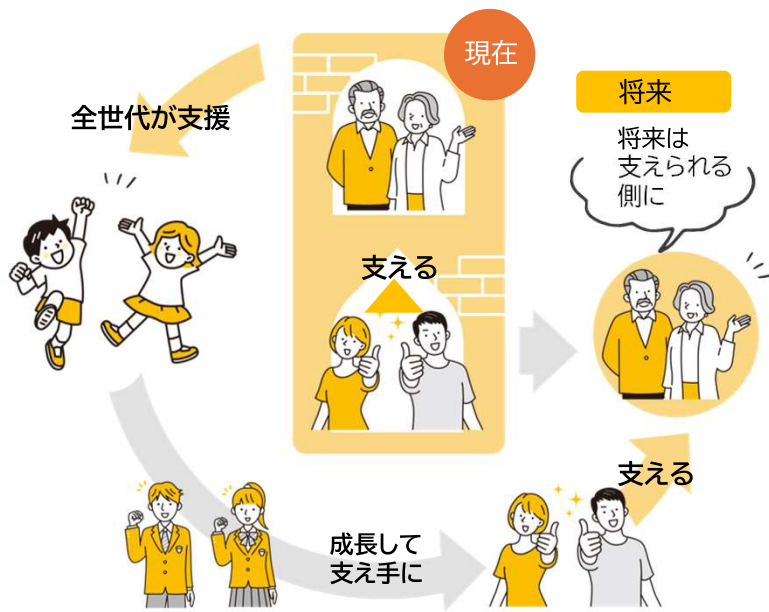 現在
全世代が支援
支える
将来
将来は
支えられる
側に
成長して
支え手に
支える